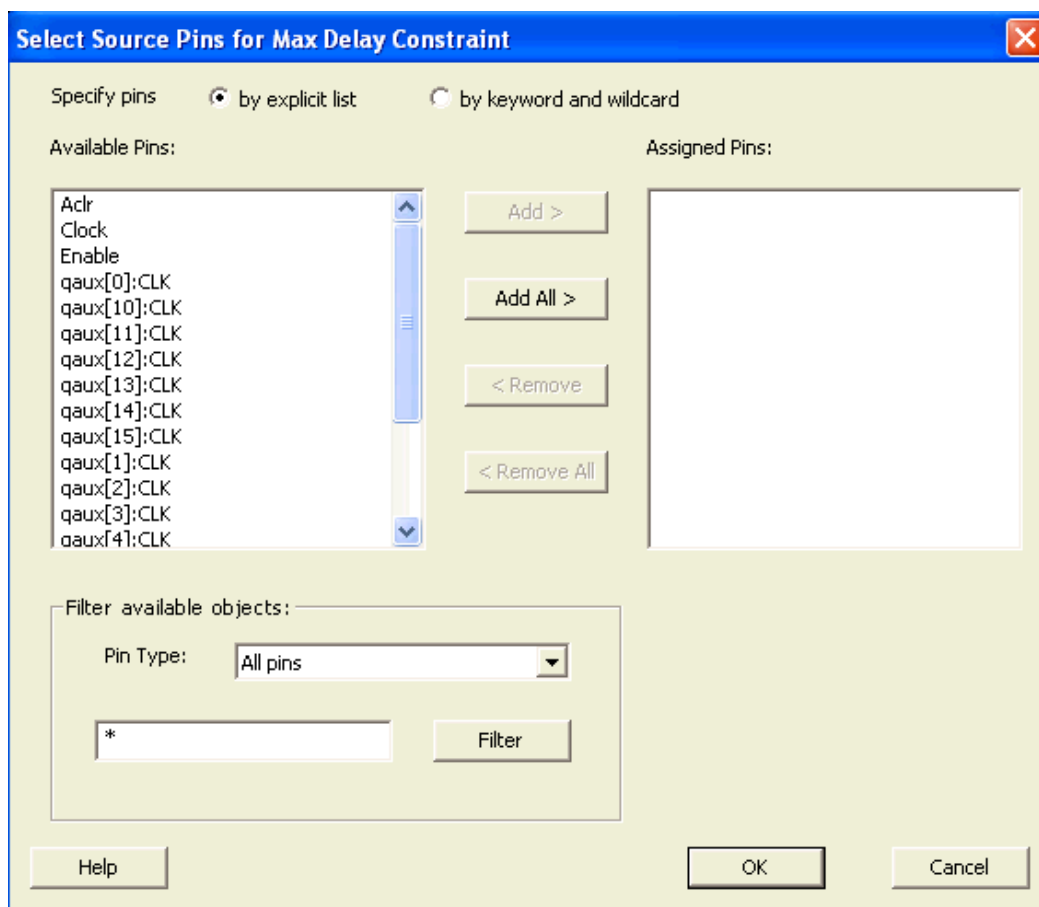 Select Source Pins for Max Delay Constraint
Specify pins by explicit list by keyword and wildcard
Available Pins: Assigned Pins:
Aclr
Clock
Enable
qaux[0]:CLK
qaux[10]:CLK
qaux[11]:CLK
qaux[12]:CLK
qaux[13]:CLK
qaux[14]:CLK
qaux[15]:CLK
qaux[1]:CLK
qaux[2]:CLK
qaux[3]:CLK
qaux[4]:CLK
Add >
Add All >
< Remove
< Remove All
Filter available objects:
Pin Type: All pins
* Filter
Help OK Cancel